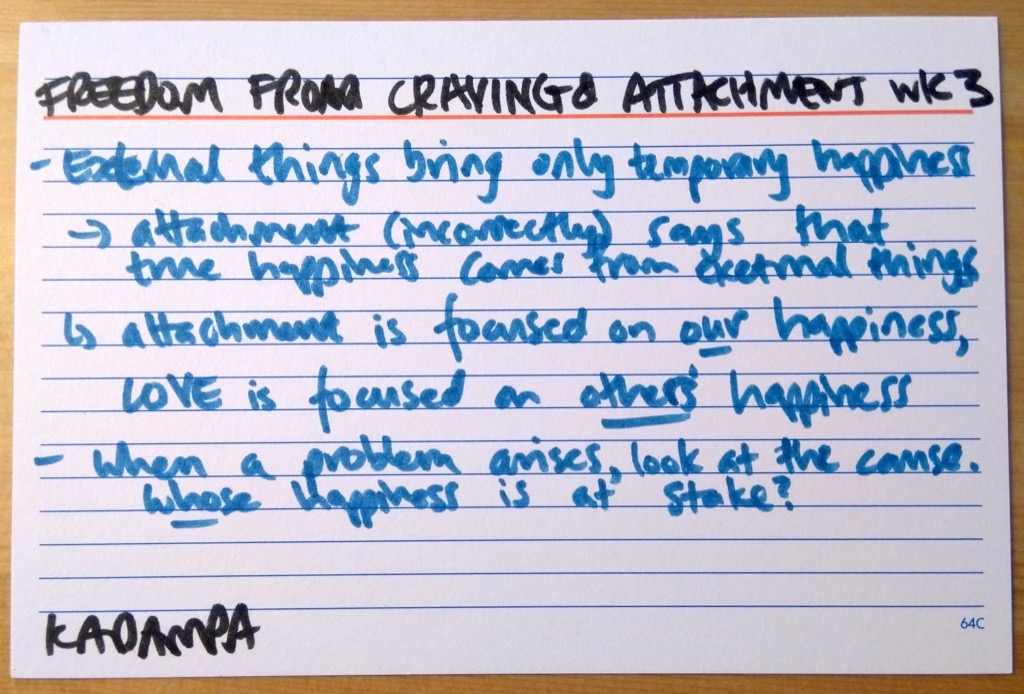 FREEDOM FROM CRAVING & ATTACHMENT WK 3
- External things bring only temporary happiness
→ attachment (incorrectly) says that
true happiness comes from external things
↳ attachment is focused on our happiness,
LOVE is focused on others' happiness
- When a problem arises, look at the cause.
Whose happiness is at stake?
KADAMPA
64C